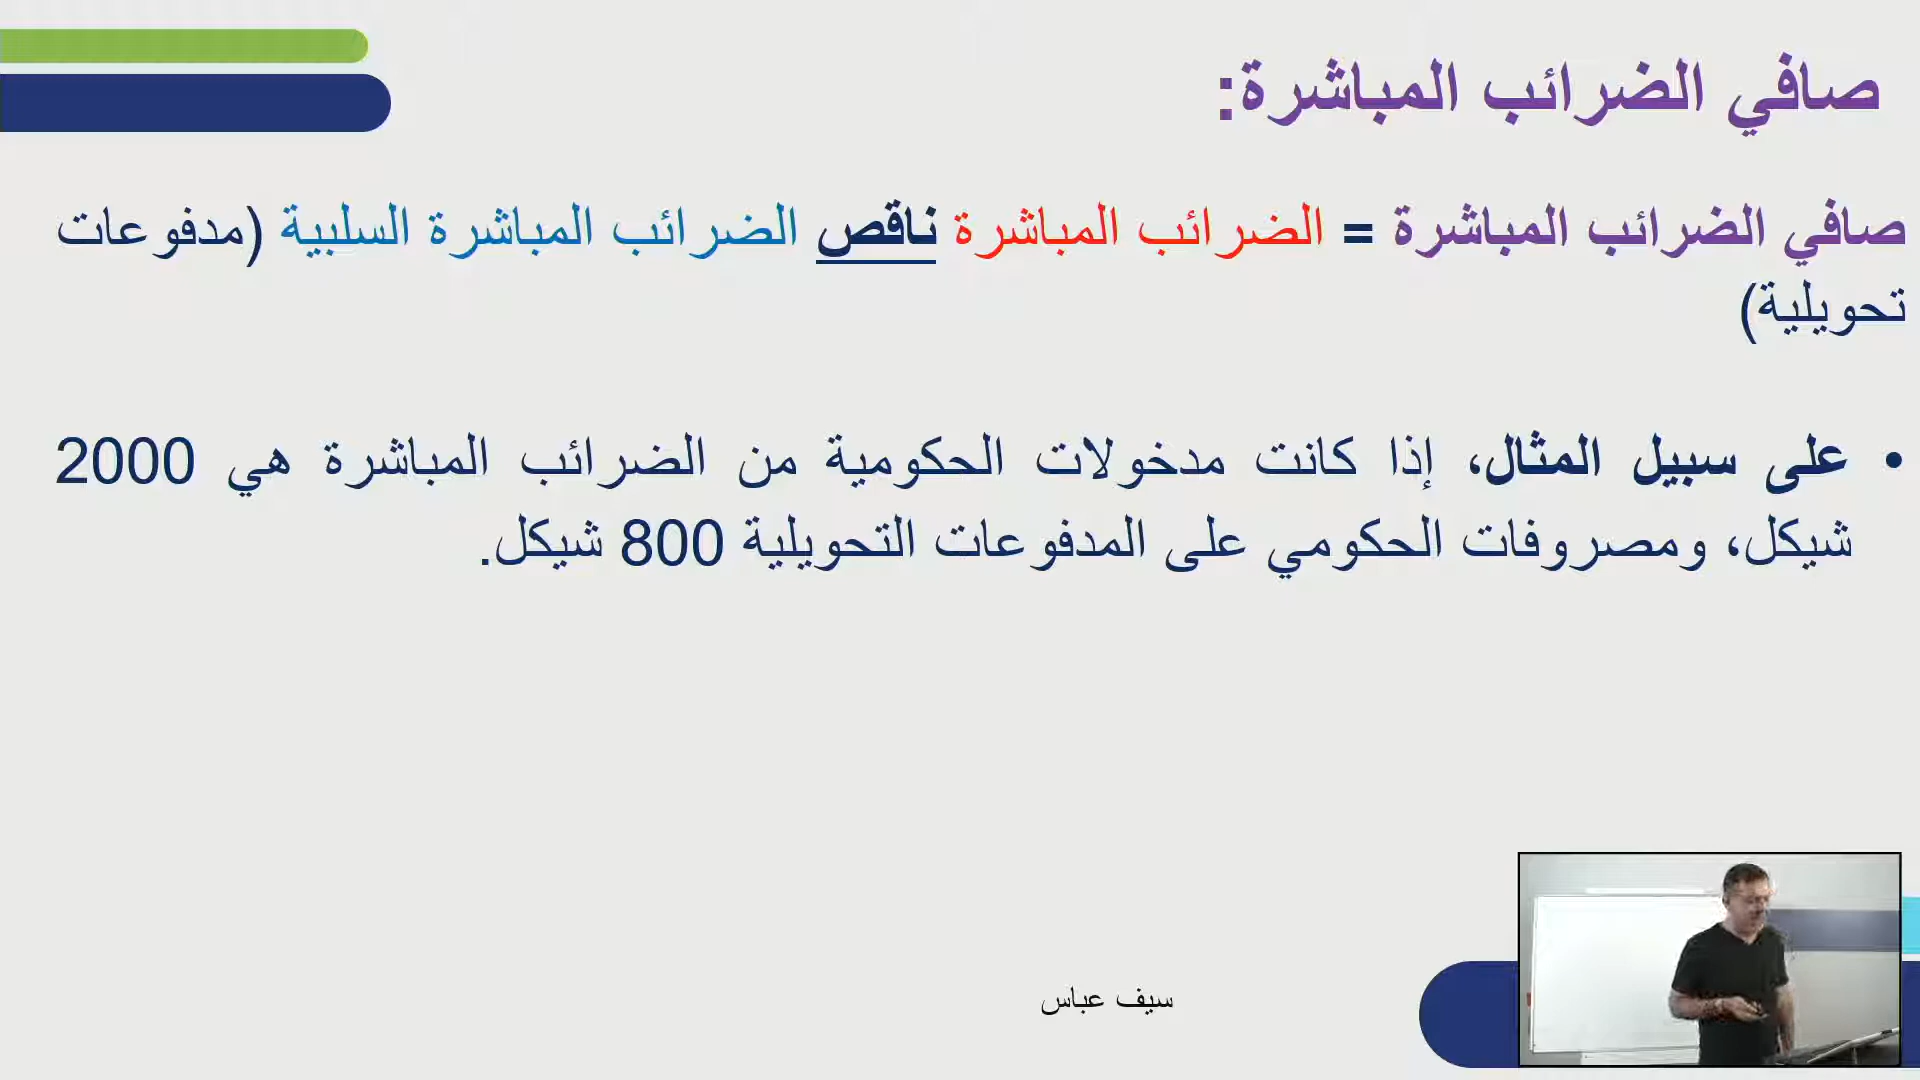 صافي الضرائب المباشرة:
صافي الضرائب المباشرة = الضرائب المباشرة ناقص الضرائب المباشرة السلبية (مدفوعات
تحويلية)
• على سبيل المثال، إذا كانت مدخولات الحكومية من الضرائب المباشرة هي 2000
شيكل، ومصروفات الحكومي على المدفوعات التحويلية 800 شيكل.
سيف عباس